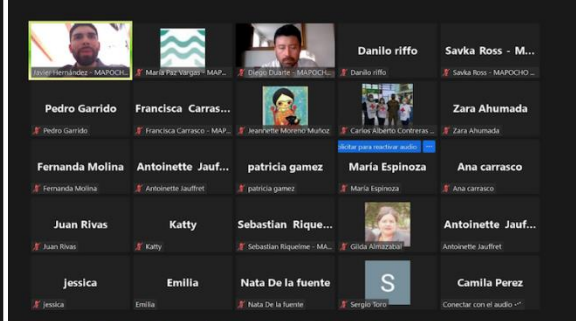 Danilo riffo
Savka Ross - M...
Javier Hernández - MAPOCH...
María Paz Vargas - MAP...
Diego Duarte - MAPOCH...
Danilo riffo
Savka Ross - MAPOCHO ...
Pedro Garrido
Francisca Carras...
Zara Ahumada
Pedro Garrido
Francisca Carrasco - MAP...
Jeannette Moreno Muñoz
Carlos Alberto Contreras ...
Zara Ahumada
olicitar para reactivar audio
...
Fernanda Molina
Antoinette Jauf...
patricia gamez
María Espinoza
Ana carrasco
Fernanda Molina
Antoinette Jauffret
patricia gamez
María Espinoza
Ana carrasco
Juan Rivas
Katty
Sebastian Rique...
Antoinette Jauf...
Juan Rivas
Katty
Sebastian Riquelme - MA...
Gilda Almazabal
Antoinette Jauffret
jessica
Emilia
Nata De la fuente
S
Camila Perez
jessica
Emilia
Nata De la fuente
Sergio Toro
Conectar con el audio ·